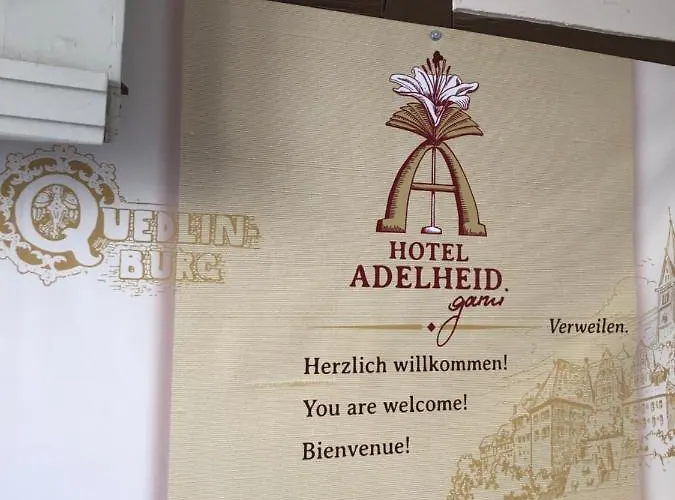 QUEDLIN-
BURG
HOTEL
ADELHEID.
garni
Verweilen.
Herzlich willkommen!
You are welcome!
Bienvenue!